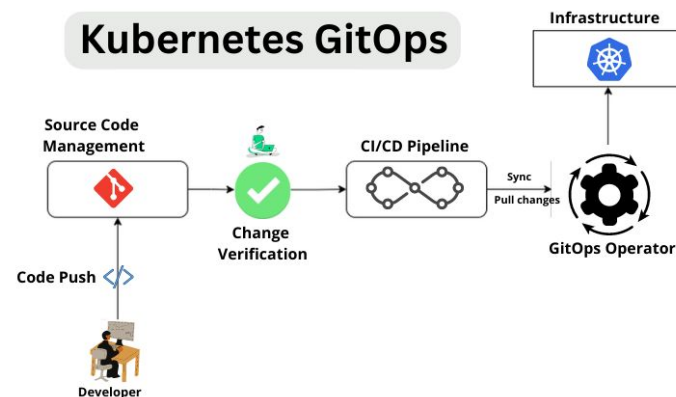 Kubernetes GitOps
Infrastructure
Source Code
Management
CI/CD Pipeline
Sync
Pull changes
Change
Verification
GitOps Operator
Code Push
Developer